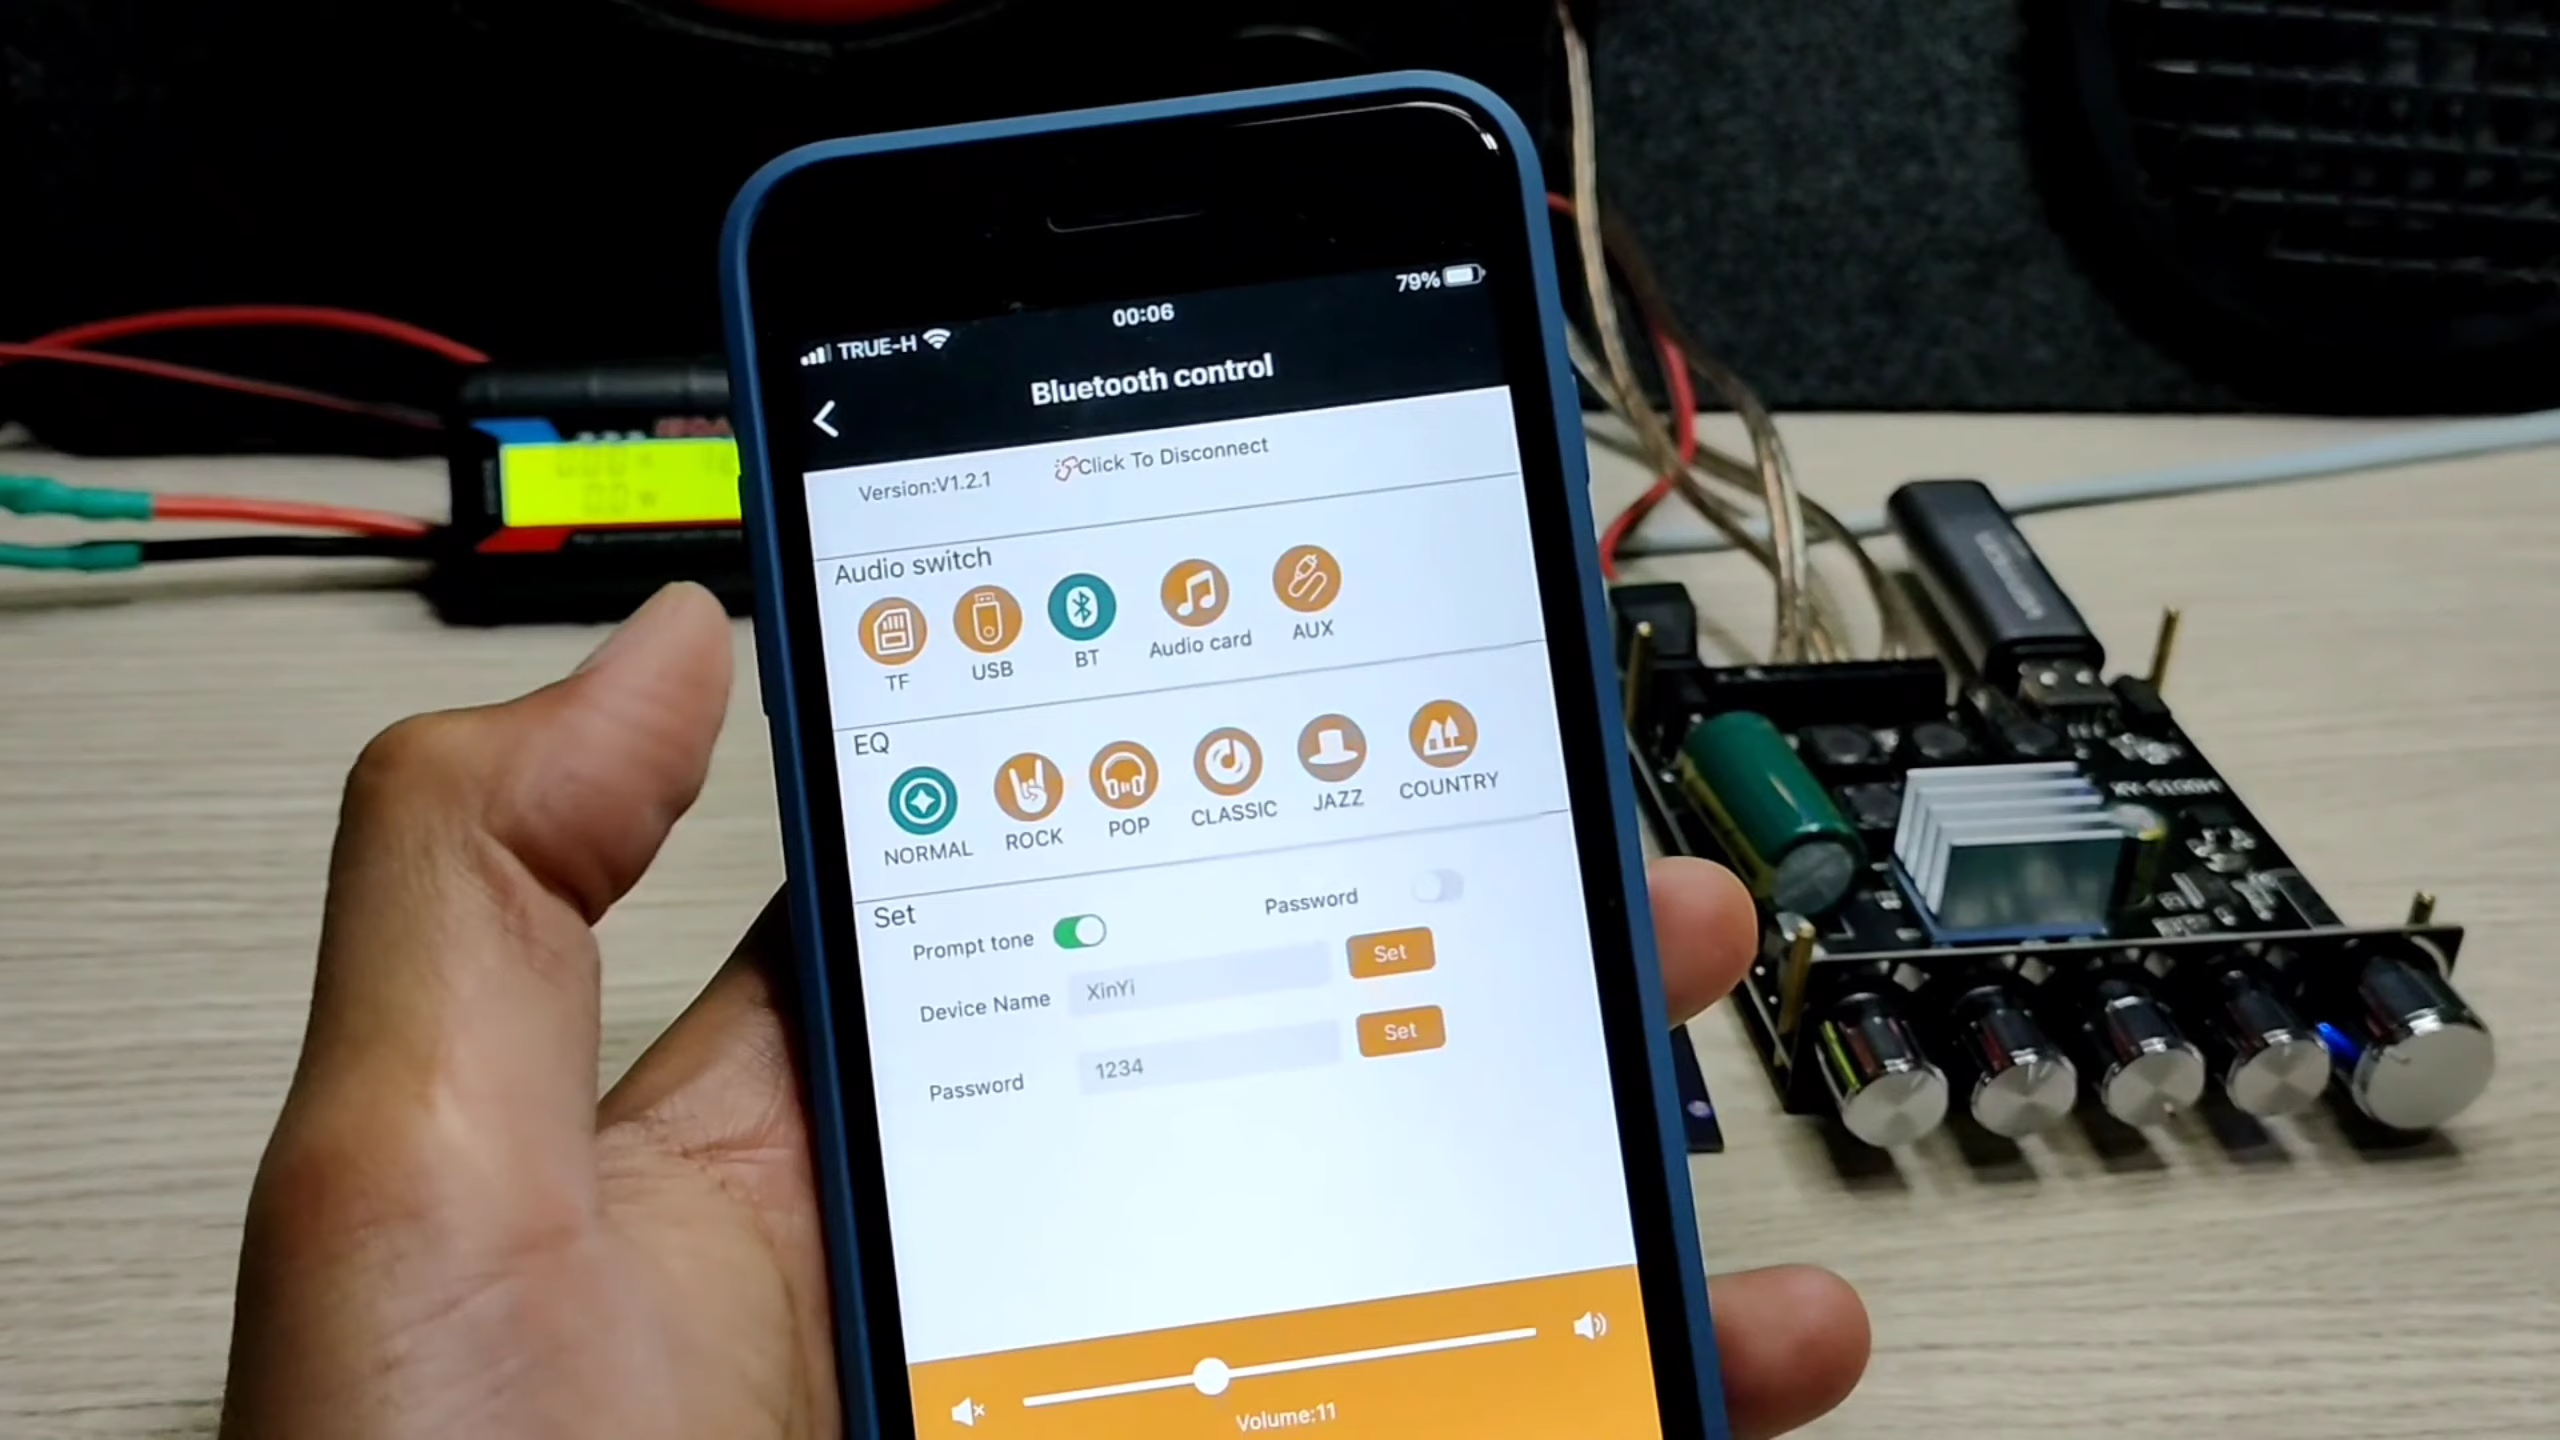 TRUE-H
00:06
79%
Bluetooth control
Version:V1.2.1
Click To Disconnect
Audio switch
TF
USB
BT
Audio card
AUX
EQ
NORMAL
ROCK
POP
CLASSIC
JAZZ
COUNTRY
Set
Prompt tone
Password
Device Name
XinYi
Set
Password
1234
Set
Volume:11